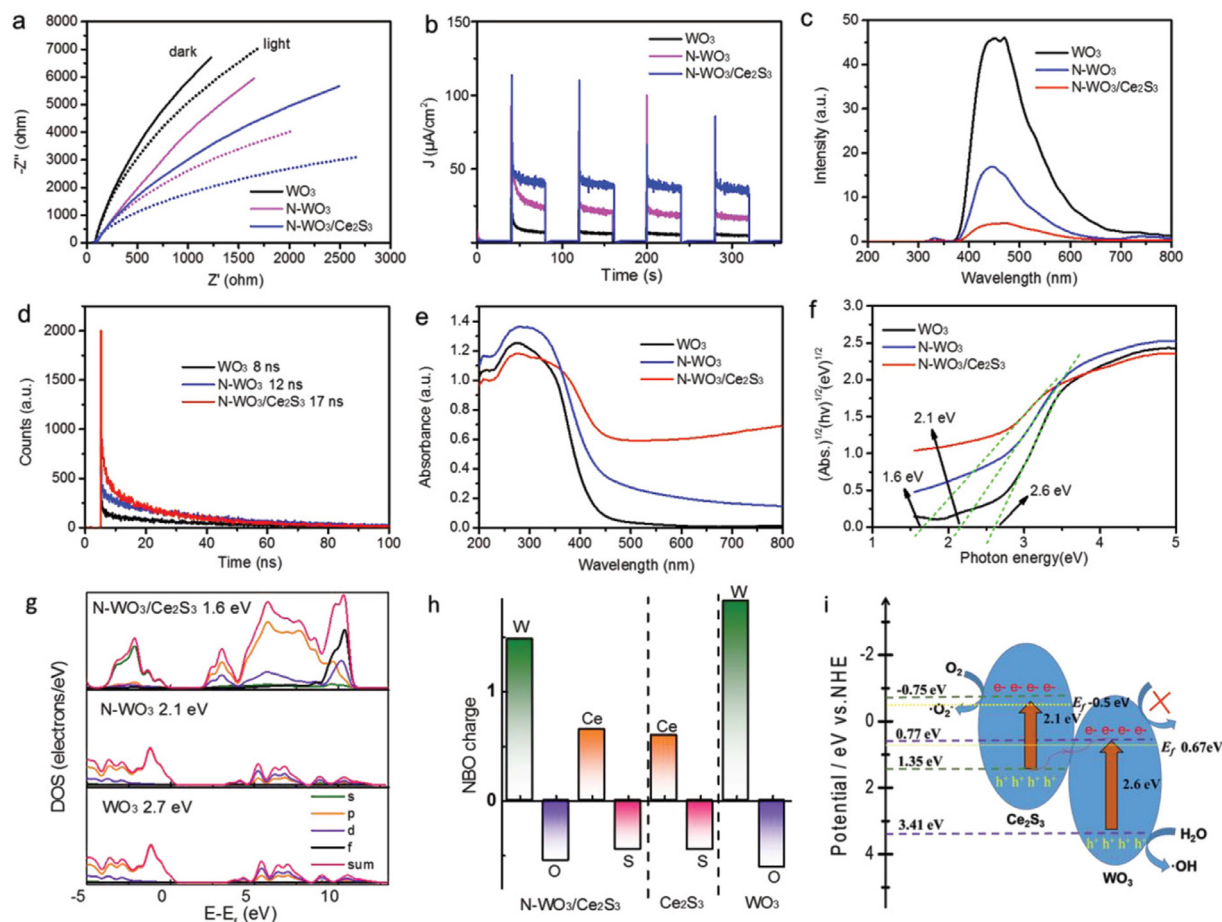 a
8000
7000
6000
5000
4000
3000
2000
1000
0
-Z'' (ohm)
dark
light
WO₃
N-WO₃
N-WO₃/Ce₂S₃
0 500 1000 1500 2000 2500 3000
Z' (ohm)
b
150
100
50
J (µA/cm²)
WO₃
N-WO₃
N-WO₃/Ce₂S₃
0 100 200 300
Time (s)
c
50
40
30
20
10
0
Intensity (a.u.)
WO₃
N-WO₃
N-WO₃/Ce₂S₃
200 300 400 500 600 700 800
Wavelength (nm)
d
2000
1500
1000
500
0
Counts (a.u.)
WO₃ 8 ns
N-WO₃ 12 ns
N-WO₃/Ce₂S₃ 17 ns
0 20 40 60 80 100
Time (ns)
e
1.4
1.2
1.0
0.8
0.6
0.4
0.2
0.0
Absorbance (a.u.)
WO₃
N-WO₃
N-WO₃/Ce₂S₃
200 300 400 500 600 700 800
Wavelength (nm)
f
3.0
2.5
2.0
1.5
1.0
0.5
0.0
(Abs.)^1/2(hv)^1/2(eV)^1/2
WO₃
N-WO₃
N-WO₃/Ce₂S₃
2.1 eV
1.6 eV
2.6 eV
1 2 3 4 5
Photon energy(eV)
g
DOS (electrons/eV)
N-WO₃/Ce₂S₃ 1.6 eV
N-WO₃ 2.1 eV
WO₃ 2.7 eV
s
p
d
f
sum
-5 0 5 10
E-E_f (eV)
h
NBO charge
1
0
W
O
Ce
S
Ce
S
W
O
N-WO₃/Ce₂S₃ Ce₂S₃ WO₃
i
Potential / eV vs.NHE
-2
0
2
4
O₂
·O₂⁻
-0.75 eV
0.77 eV
1.35 eV
3.41 eV
e- e- e- e-
E_f -0.5 eV
2.1 eV
h⁺ h⁺ h⁺ h⁺
Ce₂S₃
e- e- e- e-
E_f 0.67eV
2.6 eV
h⁺ h⁺ h⁺ h⁺
WO₃
H₂O
·OH